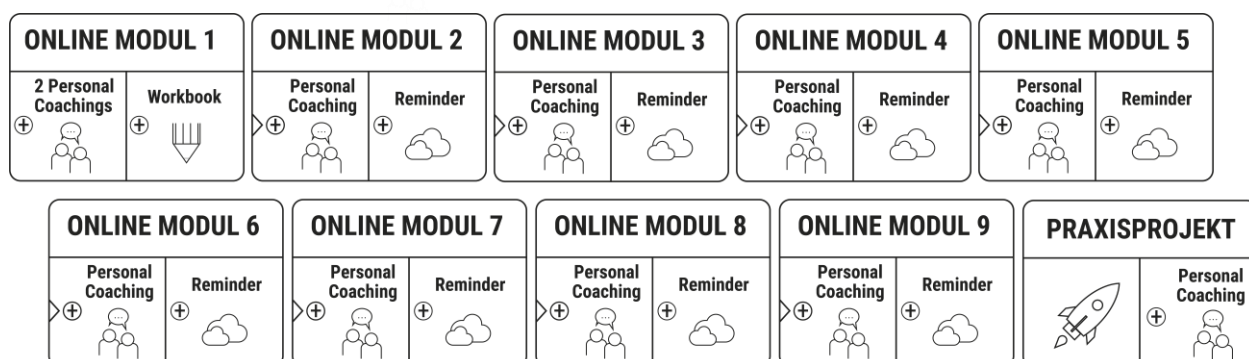 ONLINE MODUL 1
2 Personal
Coachings
Workbook
ONLINE MODUL 2
Personal
Coaching
Reminder
ONLINE MODUL 3
Personal
Coaching
Reminder
ONLINE MODUL 4
Personal
Coaching
Reminder
ONLINE MODUL 5
Personal
Coaching
Reminder
ONLINE MODUL 6
Personal
Coaching
Reminder
ONLINE MODUL 7
Personal
Coaching
Reminder
ONLINE MODUL 8
Personal
Coaching
Reminder
ONLINE MODUL 9
Personal
Coaching
Reminder
PRAXISPROJEKT
Personal
Coaching